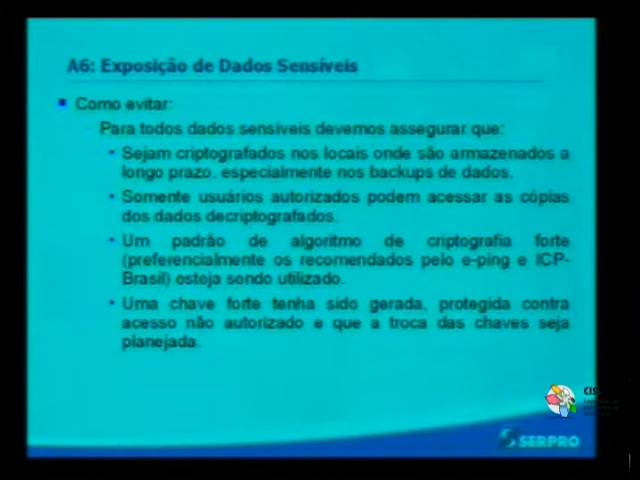 A6: Exposição de Dados Sensíveis
Como evitar:
Para todos dados sensíveis devemos assegurar que:
Sejam criptografados nos locais onde são armazenados a
longo prazo, especialmente nos backups de dados.
Somente usuários autorizados podem acessar as cópias
dos dados decriptografados.
Um padrão de algoritmo de criptografia forte
(preferencialmente os recomendados pelo e-ping e ICP-
Brasil) esteja sendo utilizado.
Uma chave forte tenha sido gerada, protegida contra
acesso não autorizado e que a troca das chaves seja
planejada.
SERPRO